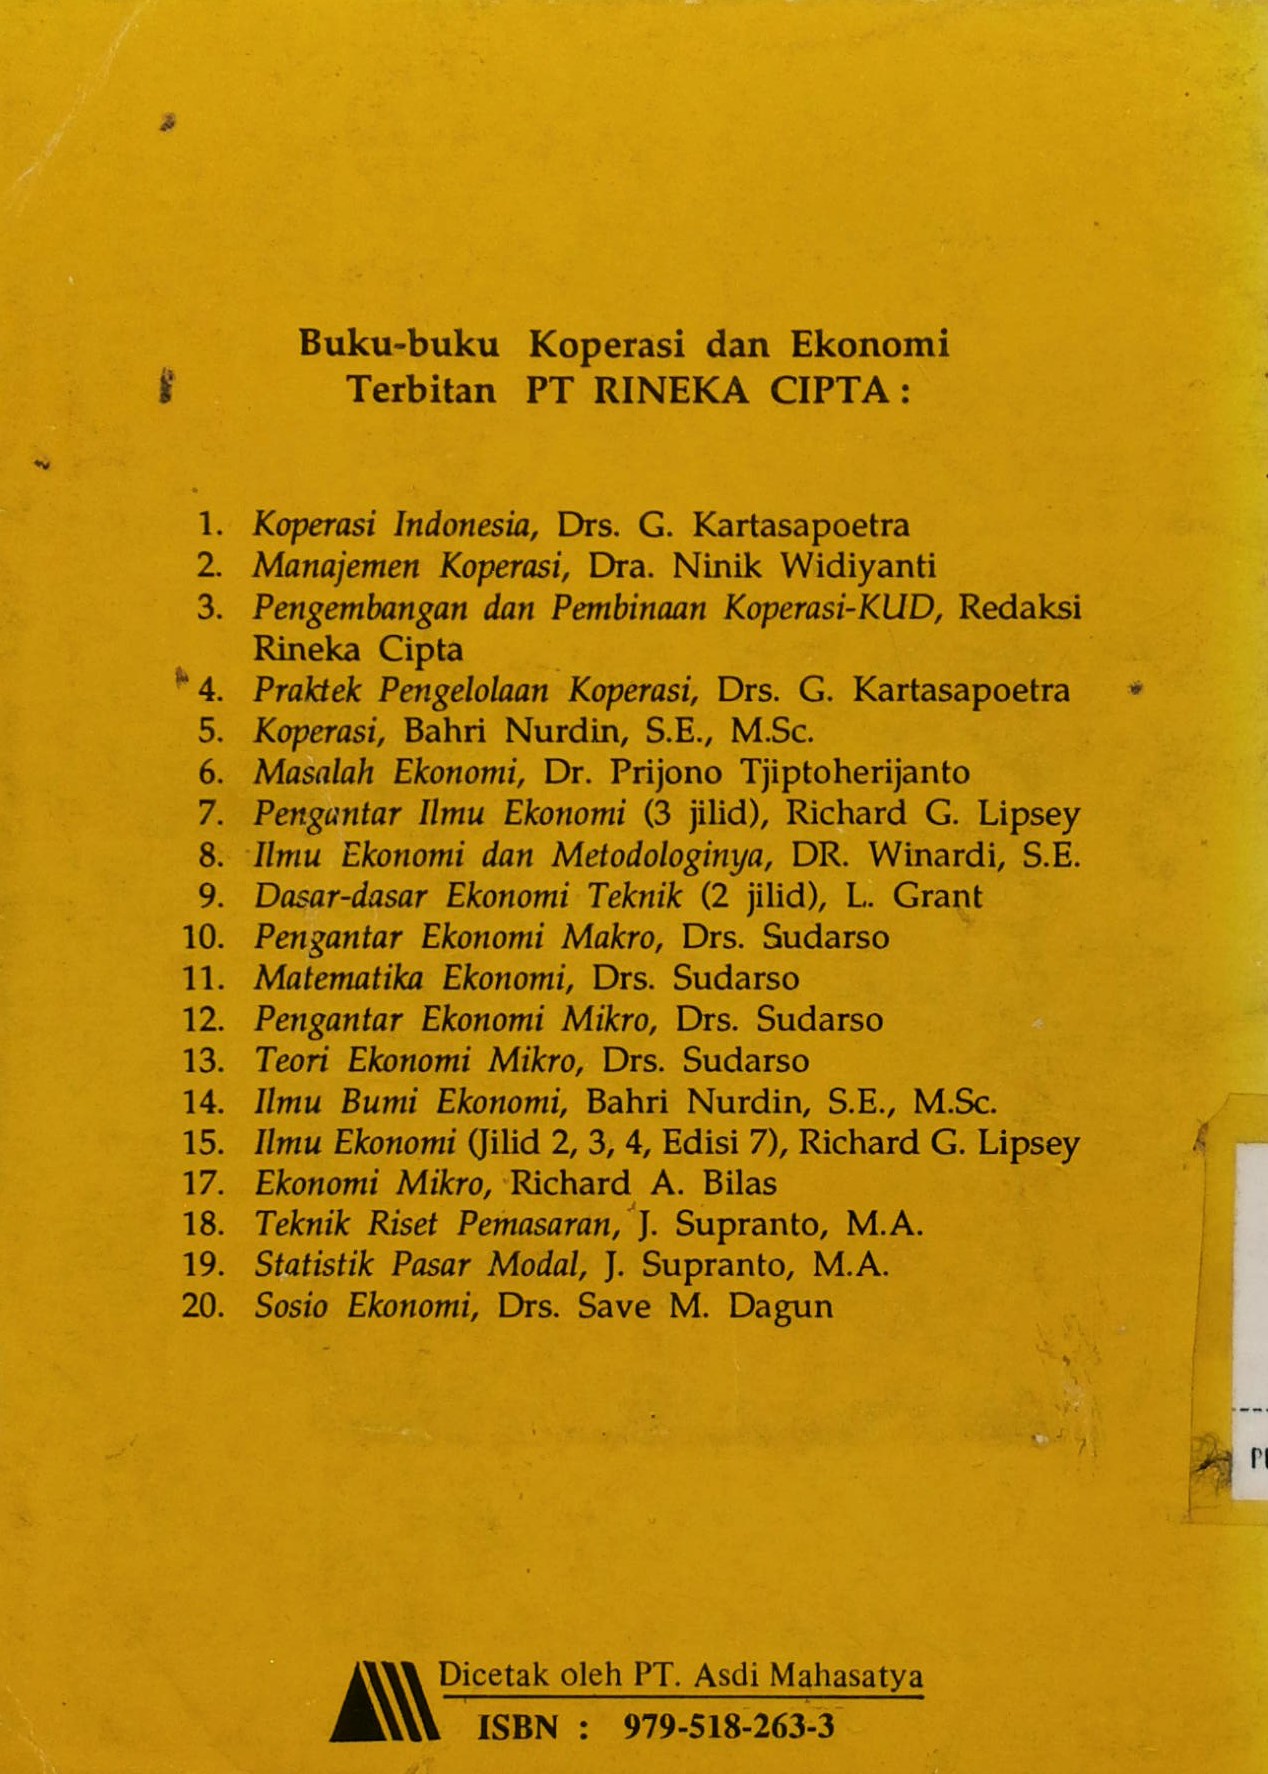 Buku-buku Koperasi dan Ekonomi
Terbitan PT RINEKA CIPTA :
1. Koperasi Indonesia, Drs. G. Kartasapoetra
2. Manajemen Koperasi, Dra. Ninik Widiyanti
3. Pengembangan dan Pembinaan Koperasi-KUD, Redaksi
Rineka Cipta
4. Praktek Pengelolaan Koperasi, Drs. G. Kartasapoetra
5. Koperasi, Bahri Nurdin, S.E., M.Sc.
6. Masalah Ekonomi, Dr. Prijono Tjiptoherijanto
7. Pengantar Ilmu Ekonomi (3 jilid), Richard G. Lipsey
8. Ilmu Ekonomi dan Metodologinya, DR. Winardi, S.E.
9. Dasar-dasar Ekonomi Teknik (2 jilid), L. Grant
10. Pengantar Ekonomi Makro, Drs. Sudarso
11. Matematika Ekonomi, Drs. Sudarso
12. Pengantar Ekonomi Mikro, Drs. Sudarso
13. Teori Ekonomi Mikro, Drs. Sudarso
14. Ilmu Bumi Ekonomi, Bahri Nurdin, S.E., M.Sc.
15. Ilmu Ekonomi (Jilid 2, 3, 4, Edisi 7), Richard G. Lipsey
17. Ekonomi Mikro, Richard A. Bilas
18. Teknik Riset Pemasaran, J. Supranto, M.A.
19. Statistik Pasar Modal, J. Supranto, M.A.
20. Sosio Ekonomi, Drs. Save M. Dagun
Dicetak oleh PT. Asdi Mahasatya
ISBN : 979-518-263-3